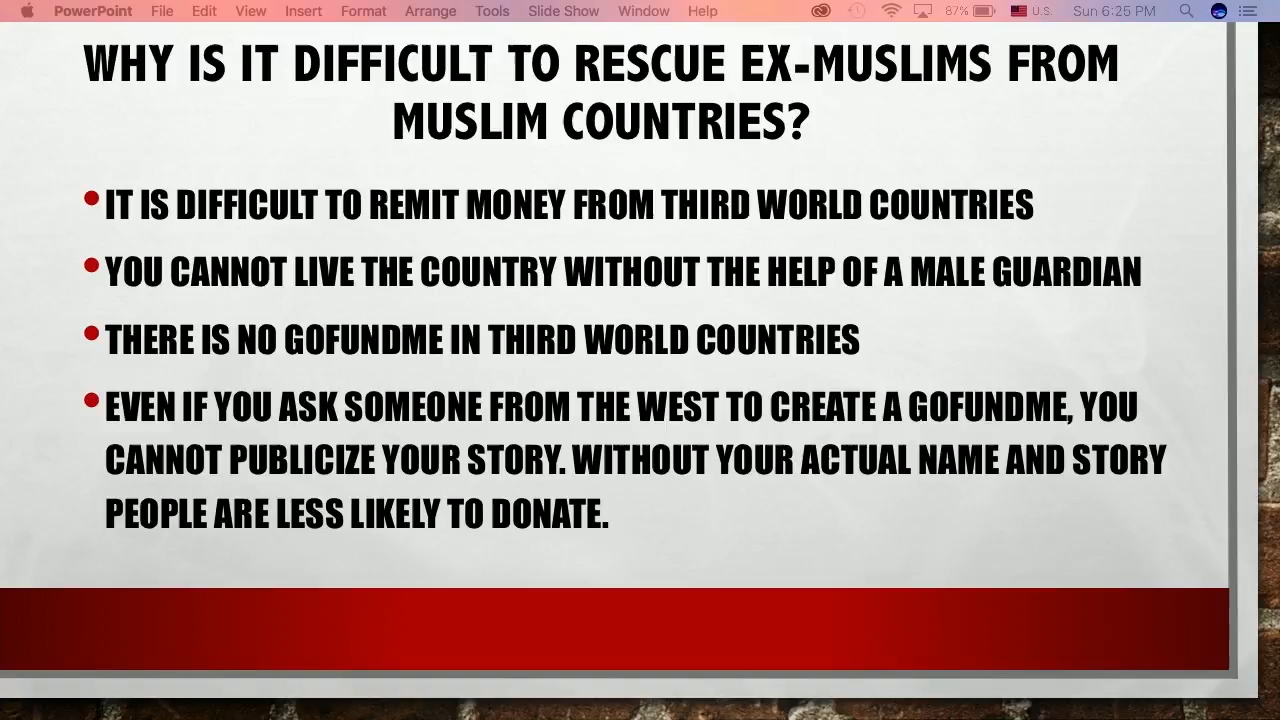 PowerPoint File Edit View Insert Format Arrange Tools Slide Show Window Help 87% U.S. Sun 6:25 PM
WHY IS IT DIFFICULT TO RESCUE EX-MUSLIMS FROM
MUSLIM COUNTRIES?
•IT IS DIFFICULT TO REMIT MONEY FROM THIRD WORLD COUNTRIES
•YOU CANNOT LIVE THE COUNTRY WITHOUT THE HELP OF A MALE GUARDIAN
•THERE IS NO GOFUNDME IN THIRD WORLD COUNTRIES
•EVEN IF YOU ASK SOMEONE FROM THE WEST TO CREATE A GOFUNDME, YOU
CANNOT PUBLICIZE YOUR STORY. WITHOUT YOUR ACTUAL NAME AND STORY
PEOPLE ARE LESS LIKELY TO DONATE.